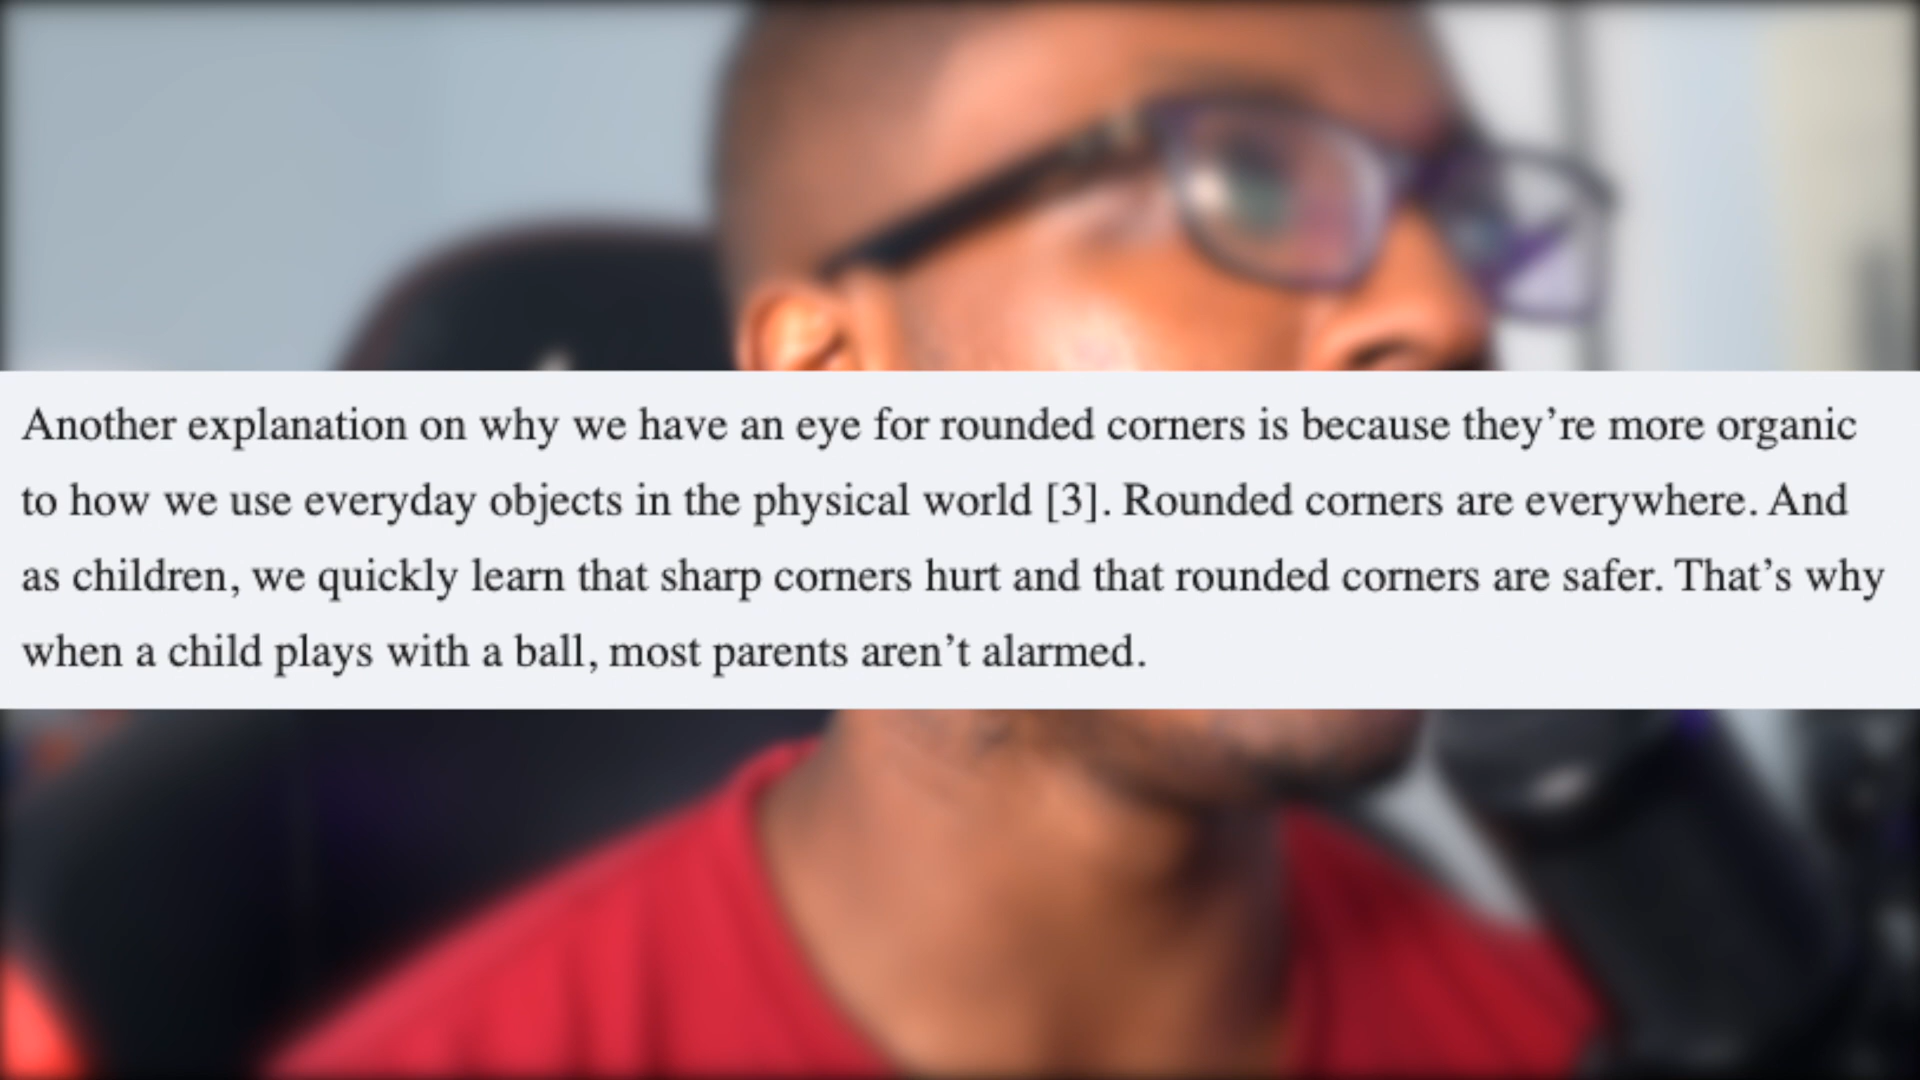 Another explanation on why we have an eye for rounded corners is because they’re more organic
to how we use everyday objects in the physical world [3]. Rounded corners are everywhere. And
as children, we quickly learn that sharp corners hurt and that rounded corners are safer. That’s why
when a child plays with a ball, most parents aren’t alarmed.